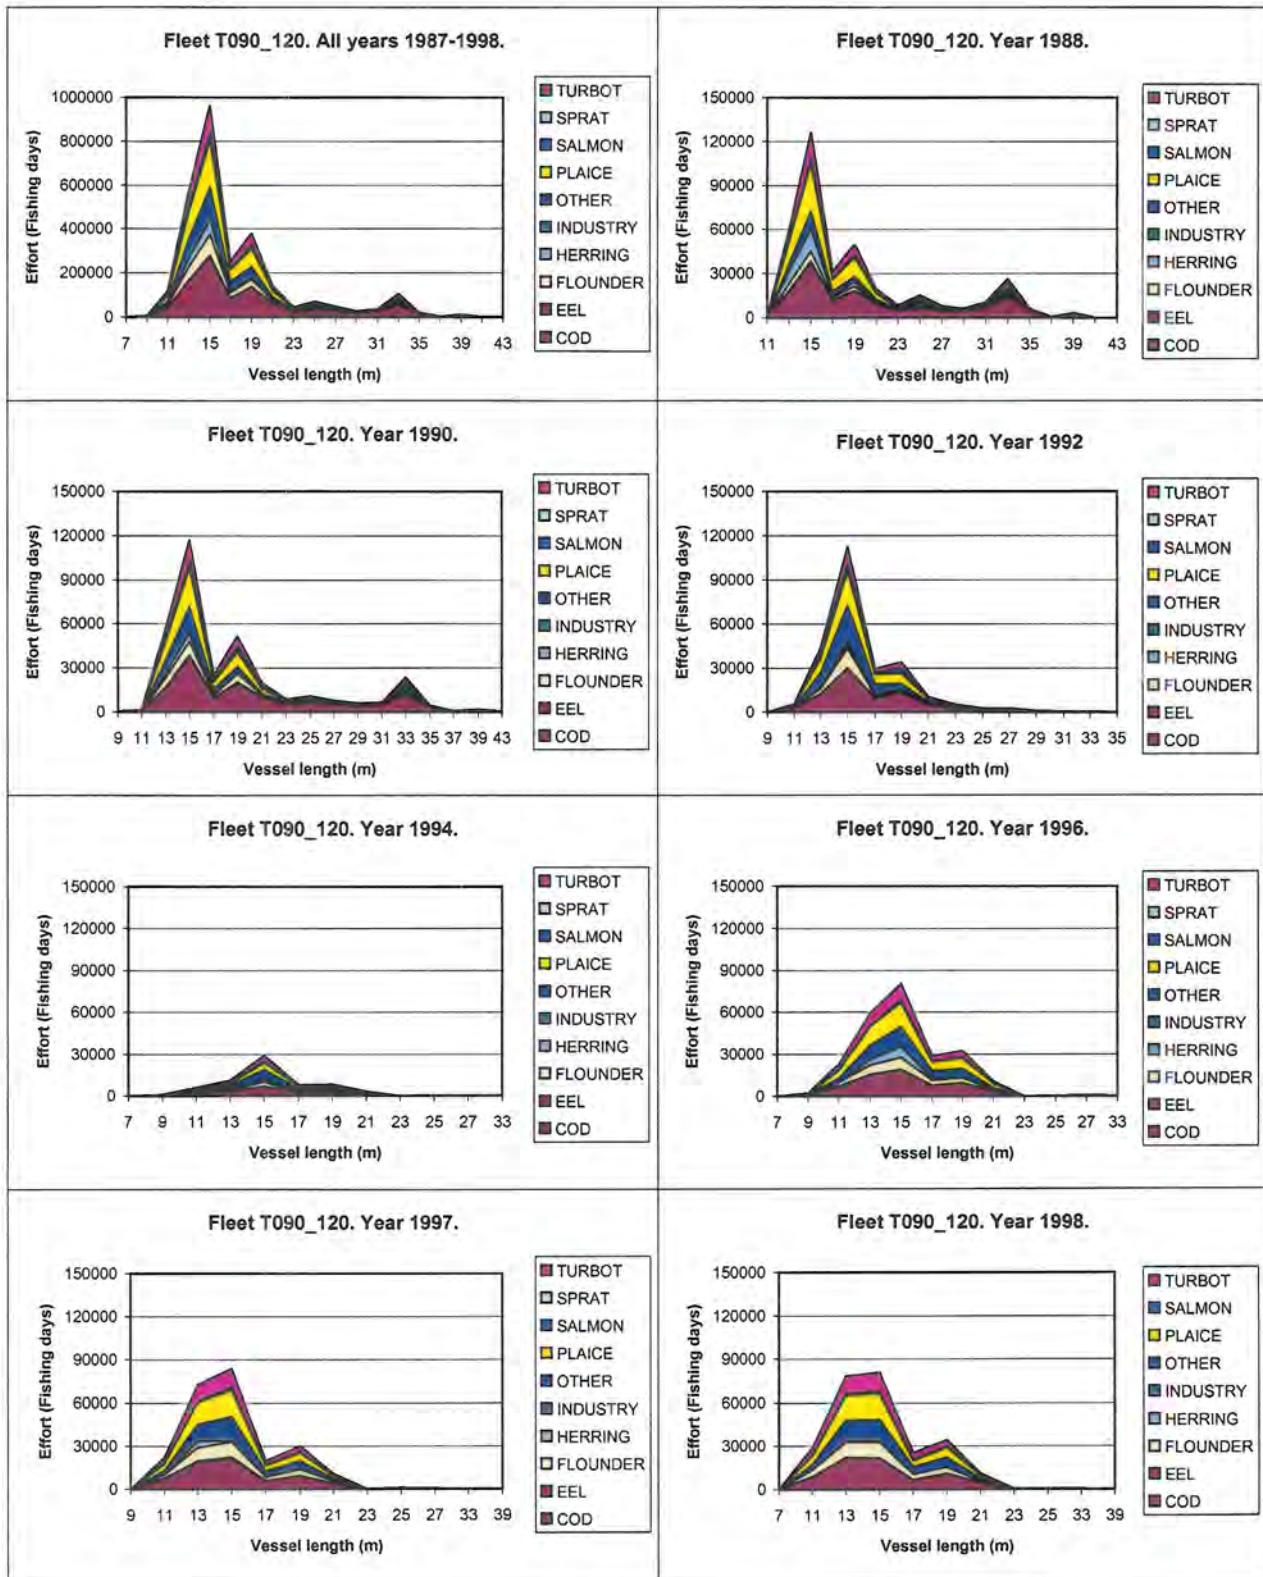 Fleet T090_120. All years 1987-1998.
Effort (Fishing days)
1000000
800000
600000
400000
200000
0
7 11 15 19 23 27 31 35 39 43
Vessel length (m)
TURBOT
SPRAT
SALMON
PLAICE
OTHER
INDUSTRY
HERRING
FLOUNDER
EEL
COD
Fleet T090_120. Year 1988.
Effort (Fishing days)
150000
120000
90000
60000
30000
0
11 15 19 23 27 31 35 39 43
Vessel length (m)
TURBOT
SPRAT
SALMON
PLAICE
OTHER
INDUSTRY
HERRING
FLOUNDER
EEL
COD
Fleet T090_120. Year 1990.
Effort (Fishing days)
150000
120000
90000
60000
30000
0
9 11 13 15 17 19 21 23 25 27 29 31 33 35 37 39 43
Vessel length (m)
TURBOT
SPRAT
SALMON
PLAICE
OTHER
INDUSTRY
HERRING
FLOUNDER
EEL
COD
Fleet T090_120. Year 1992
Effort (Fishing days)
150000
120000
90000
60000
30000
0
9 11 13 15 17 19 21 23 25 27 29 31 33 35
Vessel length (m)
TURBOT
SPRAT
SALMON
PLAICE
OTHER
INDUSTRY
HERRING
FLOUNDER
EEL
COD
Fleet T090_120. Year 1994.
Effort (Fishing days)
150000
120000
90000
60000
30000
0
7 9 11 13 15 17 19 21 23 25 27 33
Vessel length (m)
TURBOT
SPRAT
SALMON
PLAICE
OTHER
INDUSTRY
HERRING
FLOUNDER
EEL
COD
Fleet T090_120. Year 1996.
Effort (Fishing days)
150000
120000
90000
60000
30000
0
7 9 11 13 15 17 19 21 23 25 27 33
Vessel length (m)
TURBOT
SPRAT
SALMON
PLAICE
OTHER
INDUSTRY
HERRING
FLOUNDER
EEL
COD
Fleet T090_120. Year 1997.
Effort (Fishing days)
150000
120000
90000
60000
30000
0
9 11 13 15 17 19 21 23 25 27 33 39
Vessel length (m)
TURBOT
SPRAT
SALMON
PLAICE
OTHER
INDUSTRY
HERRING
FLOUNDER
EEL
COD
Fleet T090_120. Year 1998.
Effort (Fishing days)
150000
120000
90000
60000
30000
0
7 9 11 13 15 17 19 21 23 25 33 39
Vessel length (m)
TURBOT
SALMON
PLAICE
OTHER
INDUSTRY
HERRING
FLOUNDER
EEL
COD